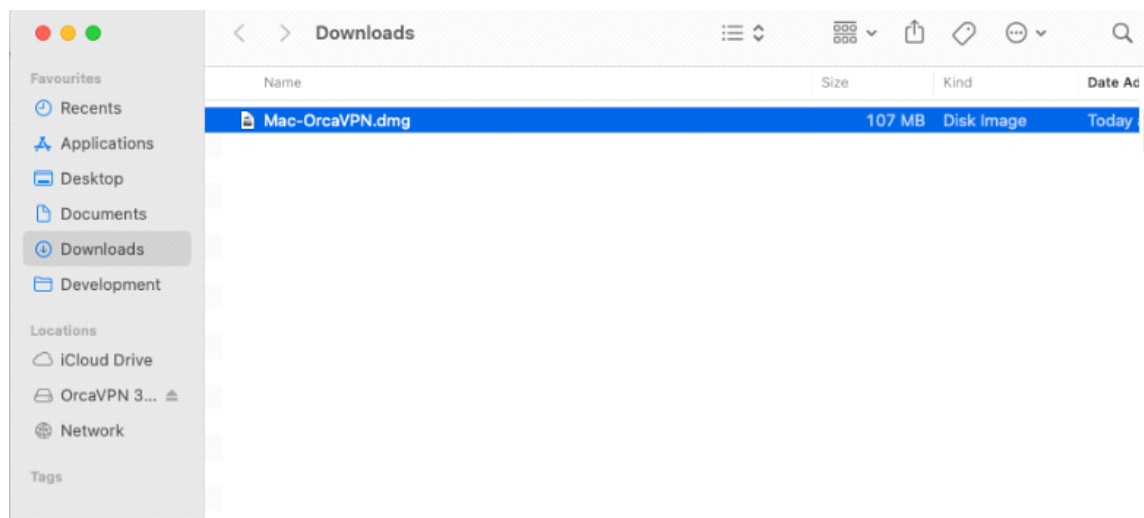 Downloads
Favourites
Recents
Applications
Desktop
Documents
Downloads
Development
Locations
iCloud Drive
OrcaVPN 3...
Network
Tags
Name Size Kind Date Ad
Mac-OrcaVPN.dmg 107 MB Disk Image Today